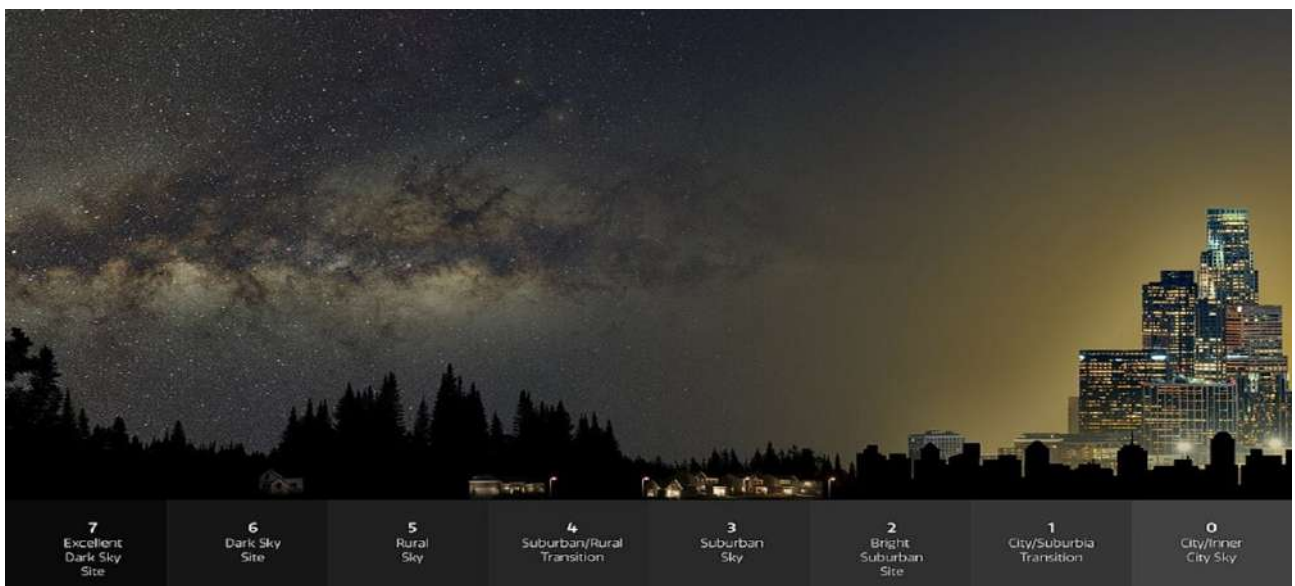 7
Excellent
Dark Sky
Site
6
Dark Sky
Site
5
Rural
Sky
4
Suburban/Rural
Transition
3
Suburban
Sky
2
Bright
Suburban
Site
1
City/Suburbia
Transition
0
City/Inner
City Sky